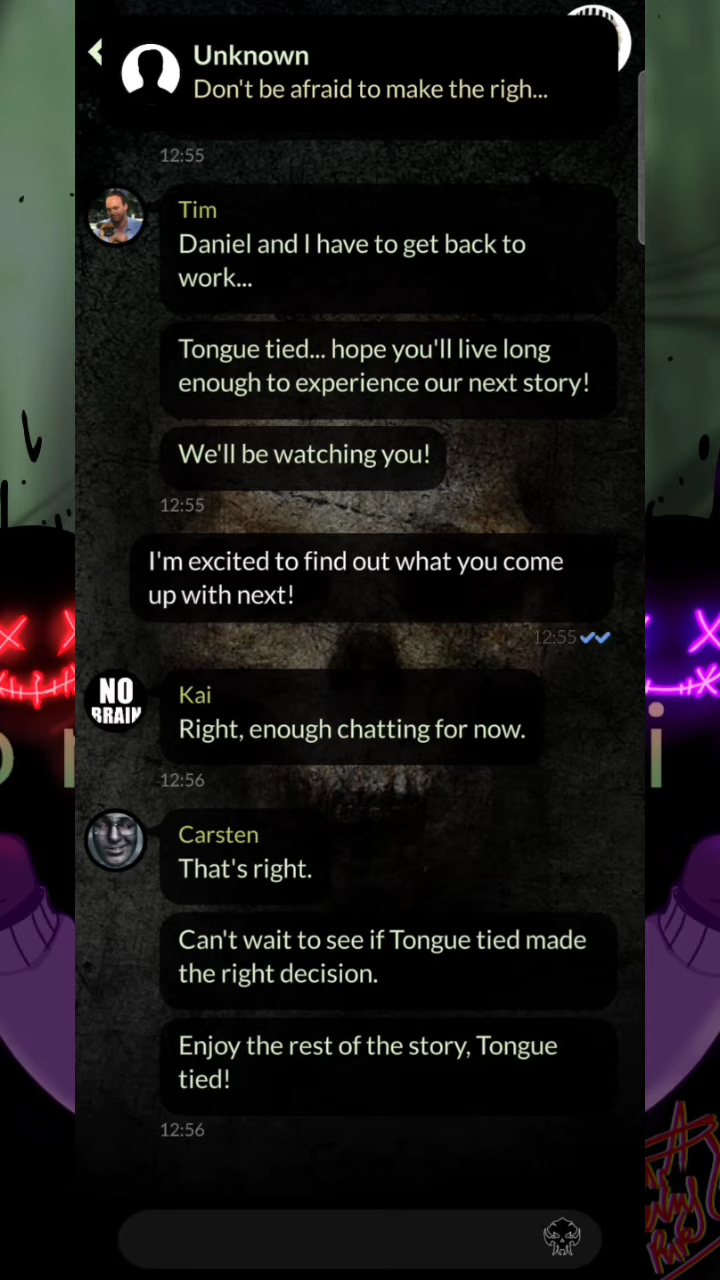 Unknown
Don't be afraid to make the righ...
12:55
Tim
Daniel and I have to get back to
work...
Tongue tied... hope you'll live long
enough to experience our next story!
We'll be watching you!
12:55
I'm excited to find out what you come
up with next!
12:55
NO
BRAIN
Kai
Right, enough chatting for now.
12:56
Carsten
That's right.
Can't wait to see if Tongue tied made
the right decision.
Enjoy the rest of the story, Tongue
tied!
12:56